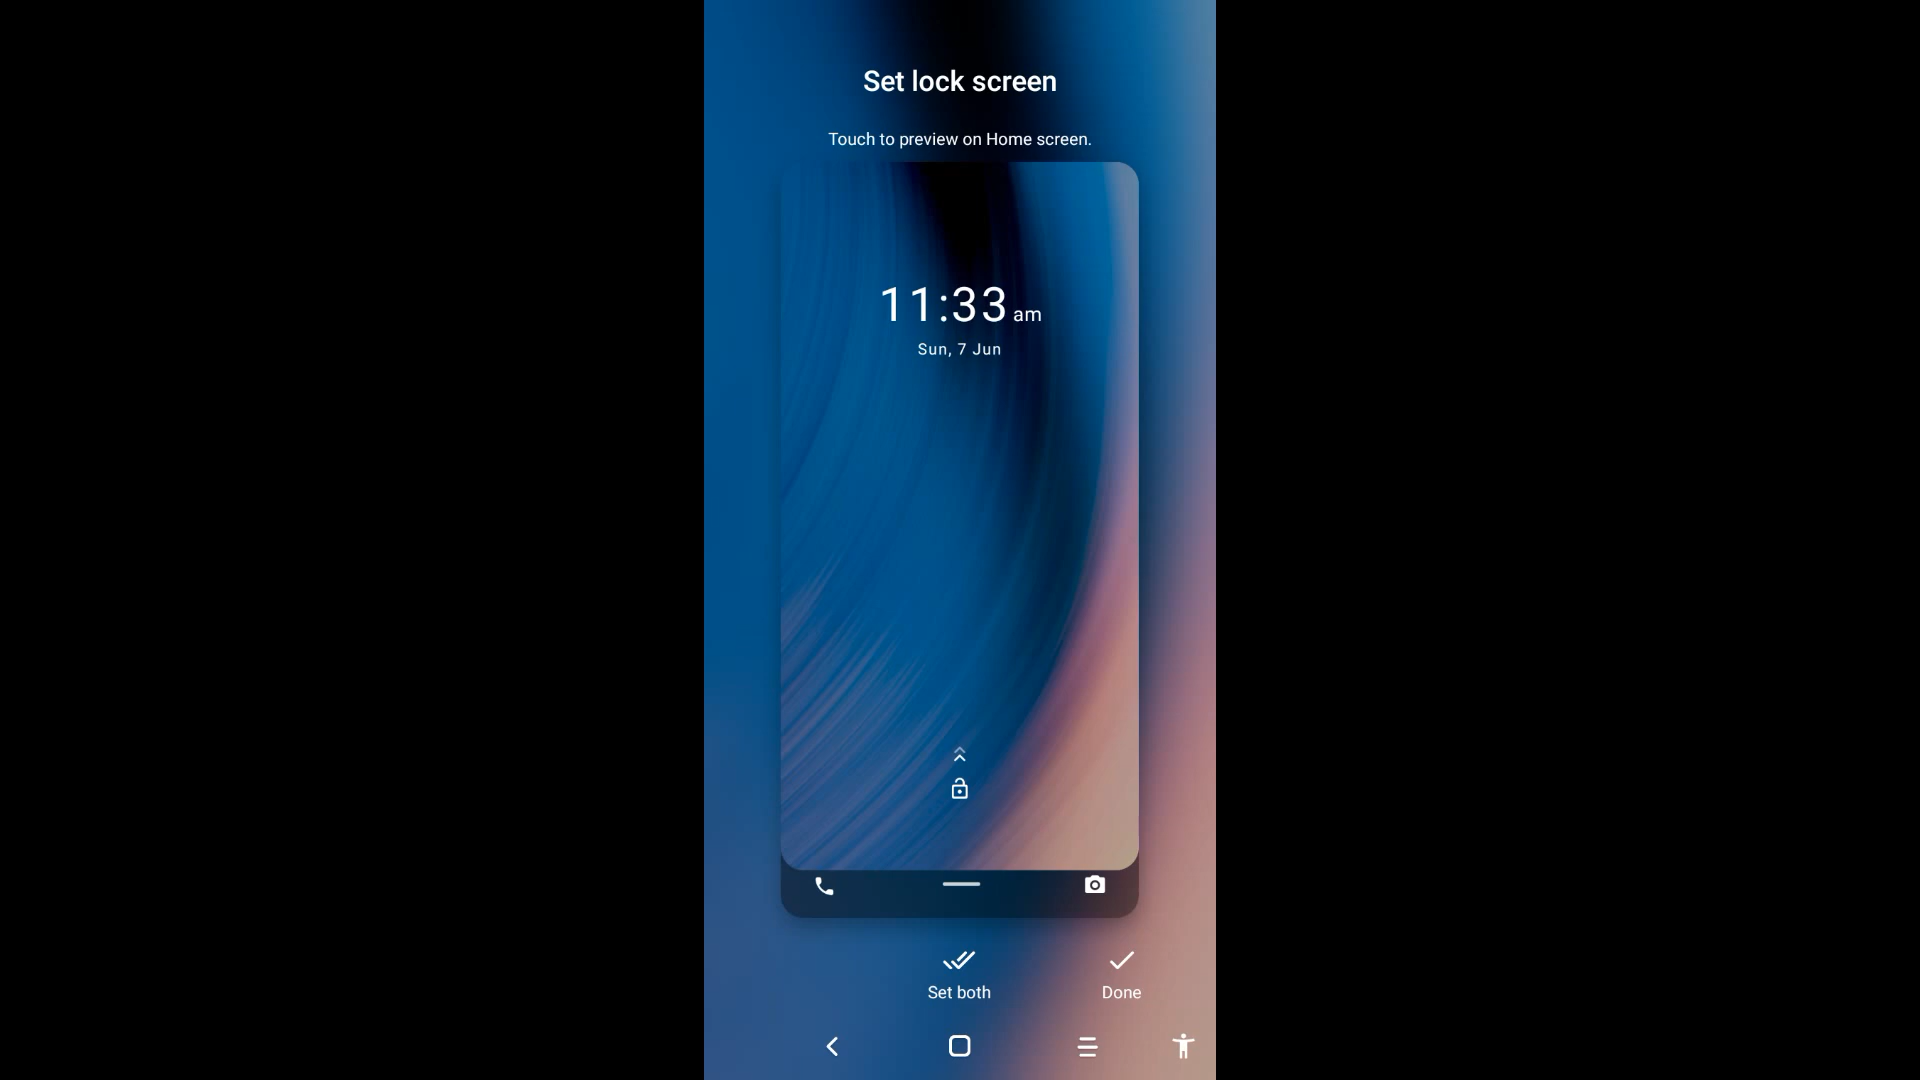 Set lock screen
Touch to preview on Home screen.
11:33 am
Sun, 7 Jun
Set both
Done